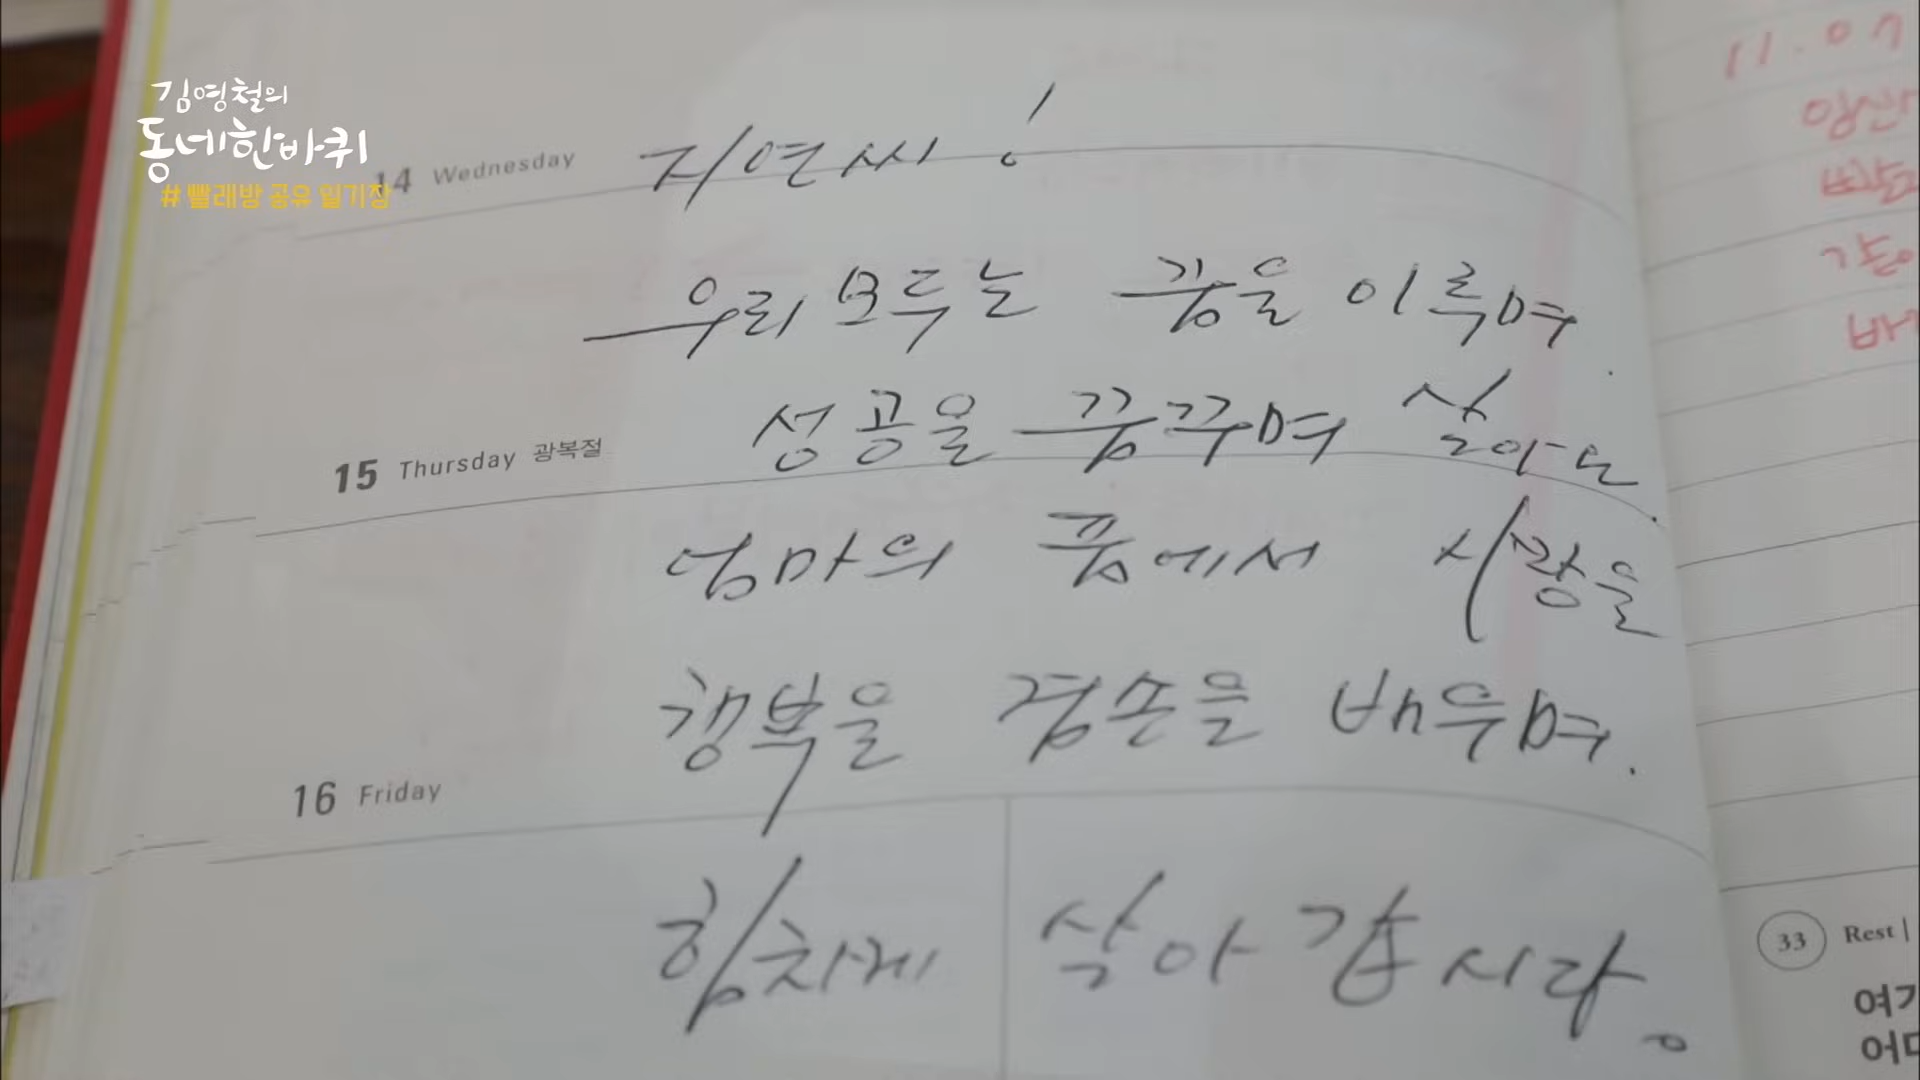 김영철의
동네한바퀴
# 빨래방 공유 일기장
14 Wednesday
지연씨!
우리 모두는 꿈을 이루며
성공을 꿈꾸며 살아도
15 Thursday 광복절
엄마의 품에서 사랑을
행복을 겸손을 배우며.
16 Friday
힘차게 살아 갑시다。
11.07
33 Rest |